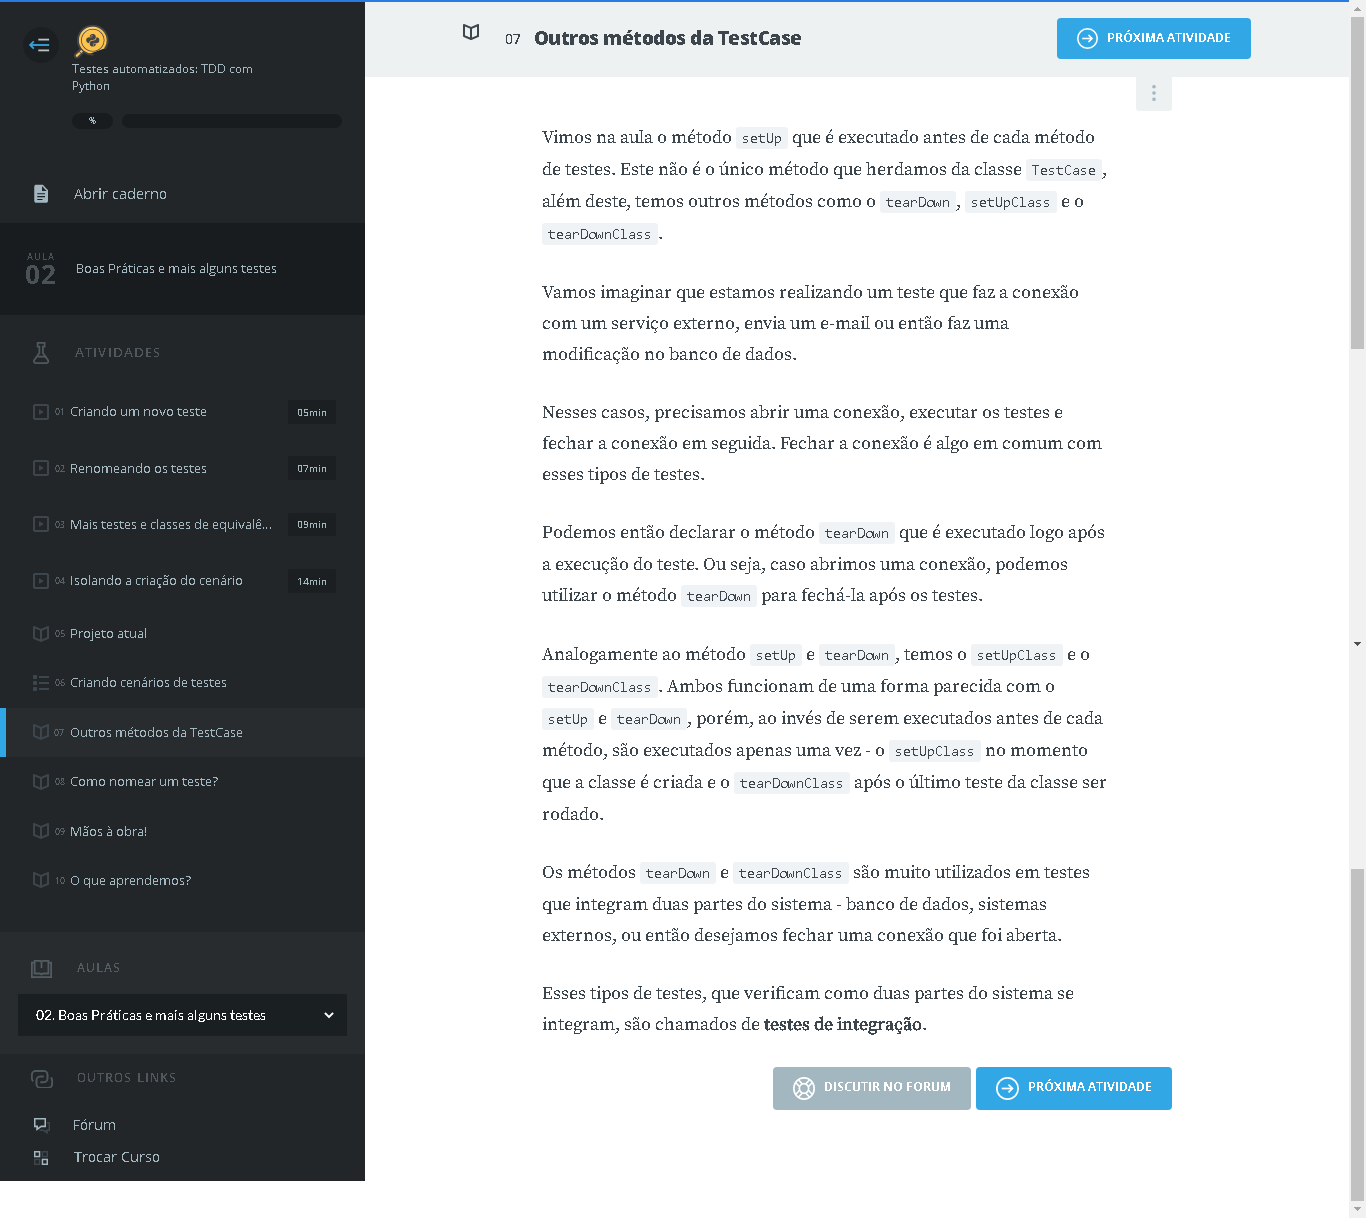 Testes automatizados: TDD com
Python
%
Abrir caderno
AULA
02
Boas Práticas e mais alguns testes
ATIVIDADES
01 Criando um novo teste 05min
02 Renomeando os testes 07min
03 Mais testes e classes de equivalê... 09min
04 Isolando a criação do cenário 14min
05 Projeto atual
06 Criando cenários de testes
07 Outros métodos da TestCase
08 Como nomear um teste?
09 Mãos à obra!
10 O que aprendemos?
AULAS
02. Boas Práticas e mais alguns testes
OUTROS LINKS
Fórum
Trocar Curso
07 Outros métodos da TestCase
PRÓXIMA ATIVIDADE
Vimos na aula o método setUp que é executado antes de cada método
de testes. Este não é o único método que herdamos da classe TestCase ,
além deste, temos outros métodos como o tearDown , setUpClass e o
tearDownClass .
Vamos imaginar que estamos realizando um teste que faz a conexão
com um serviço externo, envia um e-mail ou então faz uma
modificação no banco de dados.
Nesses casos, precisamos abrir uma conexão, executar os testes e
fechar a conexão em seguida. Fechar a conexão é algo em comum com
esses tipos de testes.
Podemos então declarar o método tearDown que é executado logo após
a execução do teste. Ou seja, caso abrimos uma conexão, podemos
utilizar o método tearDown para fechá-la após os testes.
Analogamente ao método setUp e tearDown , temos o setUpClass e o
tearDownClass . Ambos funcionam de uma forma parecida com o
setUp e tearDown , porém, ao invés de serem executados antes de cada
método, são executados apenas uma vez - o setUpClass no momento
que a classe é criada e o tearDownClass após o último teste da classe ser
rodado.
Os métodos tearDown e tearDownClass são muito utilizados em testes
que integram duas partes do sistema - banco de dados, sistemas
externos, ou então desejamos fechar uma conexão que foi aberta.
Esses tipos de testes, que verificam como duas partes do sistema se
integram, são chamados de testes de integração.
DISCUTIR NO FORUM
PRÓXIMA ATIVIDADE